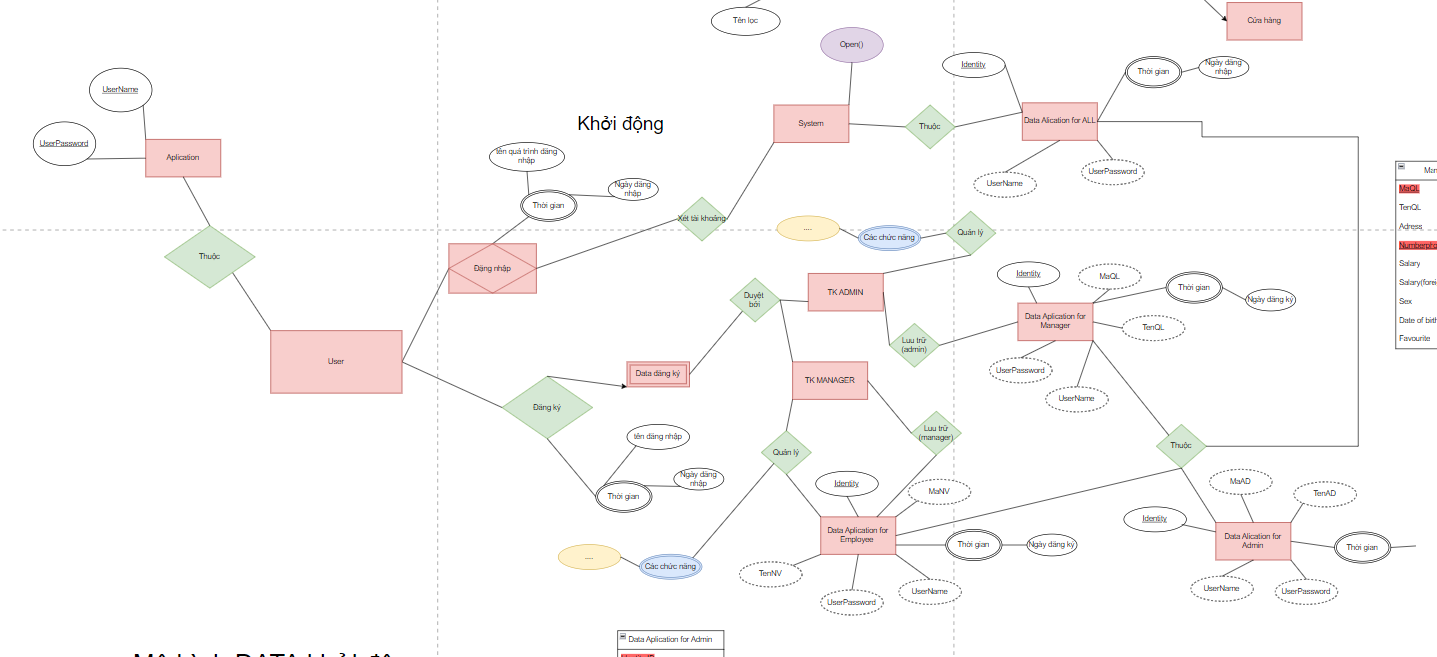 Tên lọc
Cửa hàng
Open()
Identity
Thời gian
Ngày đăng
nhập
UserName
UserPassword
Aplication
Khởi động
System
Thuộc
Data Alication for ALL
UserName
UserPassword
tên quá trình đăng
nhập
Thời gian
Ngày đăng
nhập
Xét tài khoảng
Thuộc
Đăng nhập
....
Các chức năng
Quản lý
MaQL
TenQL
Adress
Salary
Sex
Favourite
User
Duyệt
bởi
TK ADMIN
Lưu trữ
(admin)
Identity
MaQL
Thời gian
Ngày đăng ký
Data Aplication for
Manager
TenQL
UserPassword
UserName
Data đăng ký
TK MANAGER
Đăng ký
tên đăng nhập
Ngày đăng
nhập
Thời gian
Quản lý
Lưu trữ
(manager)
Thuộc
....
Các chức năng
Identity
MaNV
Data Aplication for
Employee
Thời gian
Ngày đăng ký
TenNV
UserPassword
UserName
MaAD
TenAD
Identity
Data Alication for
Admin
Thời gian
UserName
UserPassword
Data Aplication for Admin